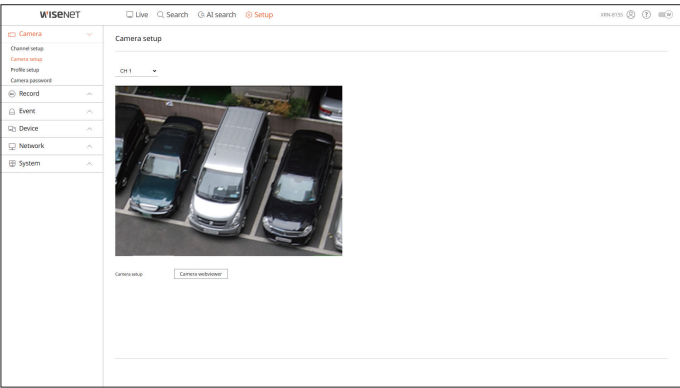 WISENET
Live Search AI search Setup
XRN-6155
Camera
Channel setup
Camera setup
Profile setup
Camera password
Record
Event
Device
Network
System
Camera setup
CH 1
Camera setup Camera webviewer